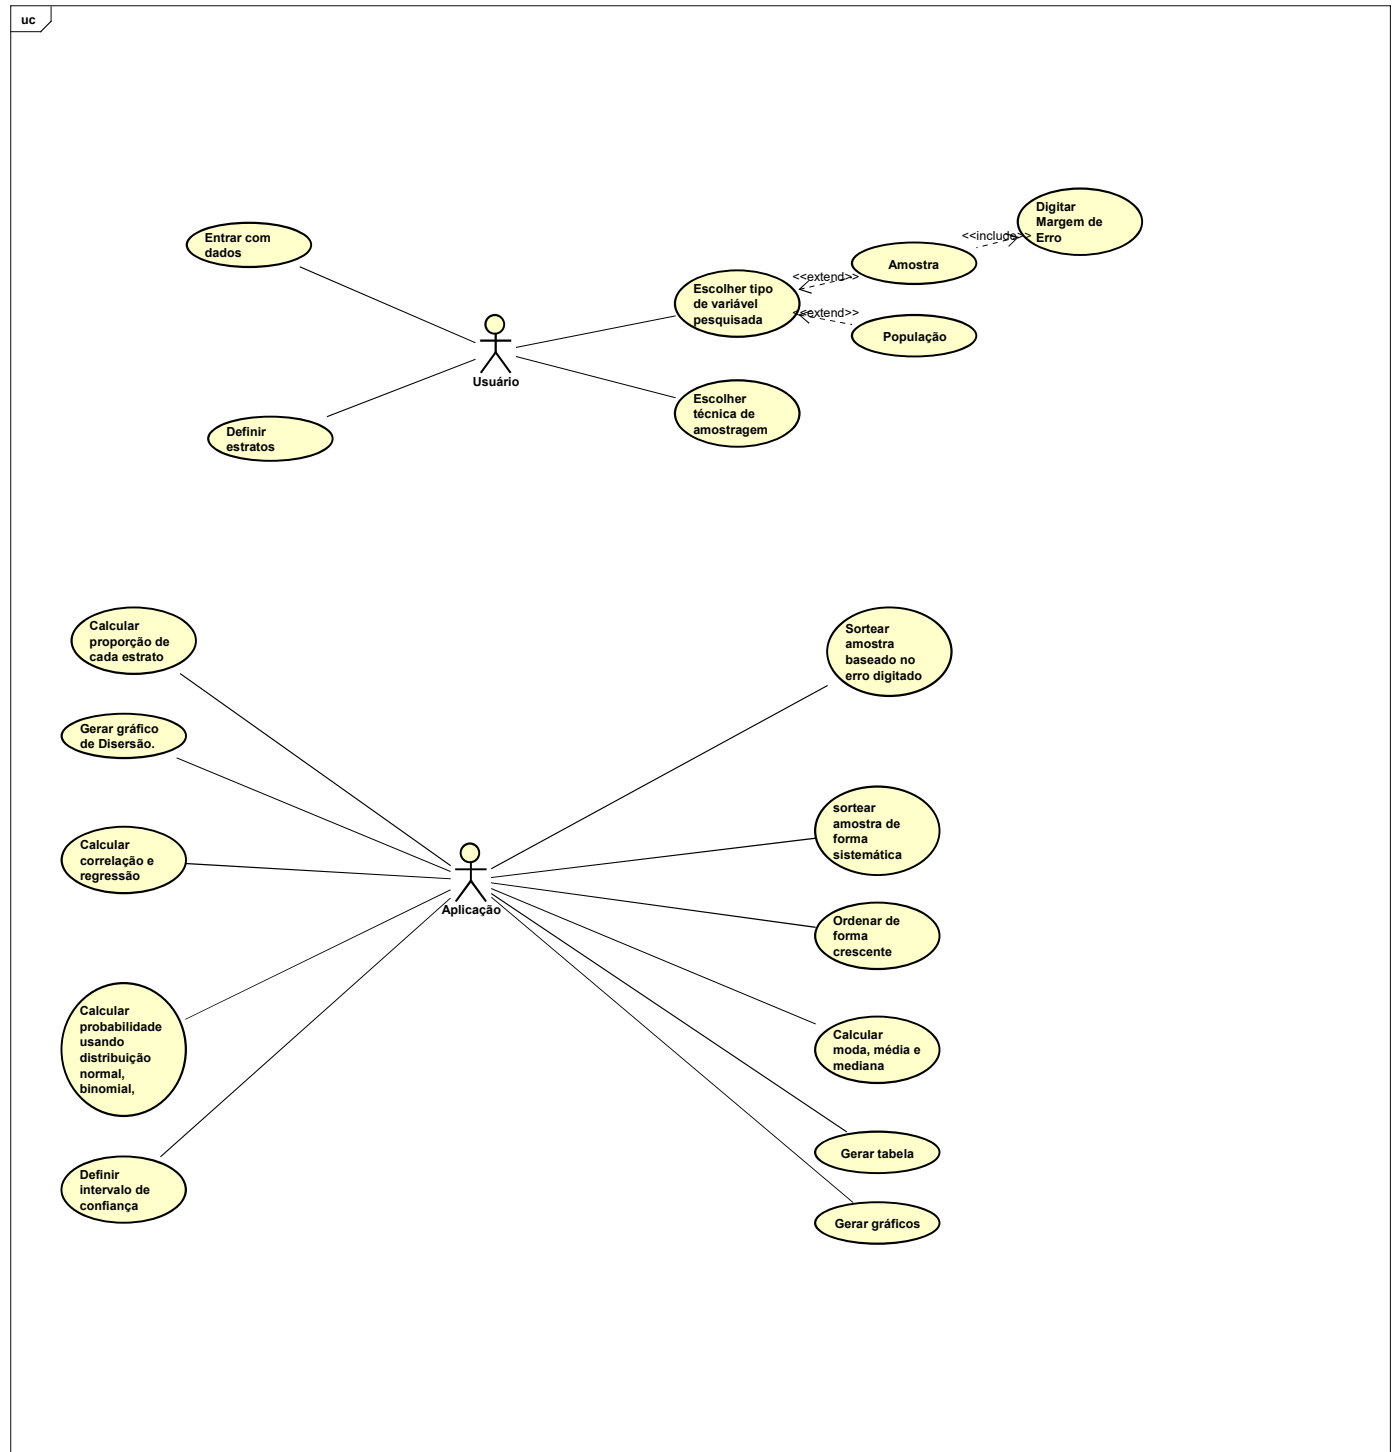 uc
Entrar com
dados
Definir
estratos
Usuário
Escolher tipo
de variável
pesquisada
Escolher
técnica de
amostragem
<<extend>>
<<extend>>
Amostra
População
<<include>>
Digitar
Margem de
Erro
Calcular
proporção de
cada estrato
Gerar gráfico
de Disersão.
Calcular
correlação e
regressão
Calcular
probabilidade
usando
distribuição
normal,
binomial,
Definir
intervalo de
confiança
Aplicação
Sortear
amostra
baseado no
erro digitado
sortear
amostra de
forma
sistemática
Ordenar de
forma
crescente
Calcular
moda, média e
mediana
Gerar tabela
Gerar gráficos